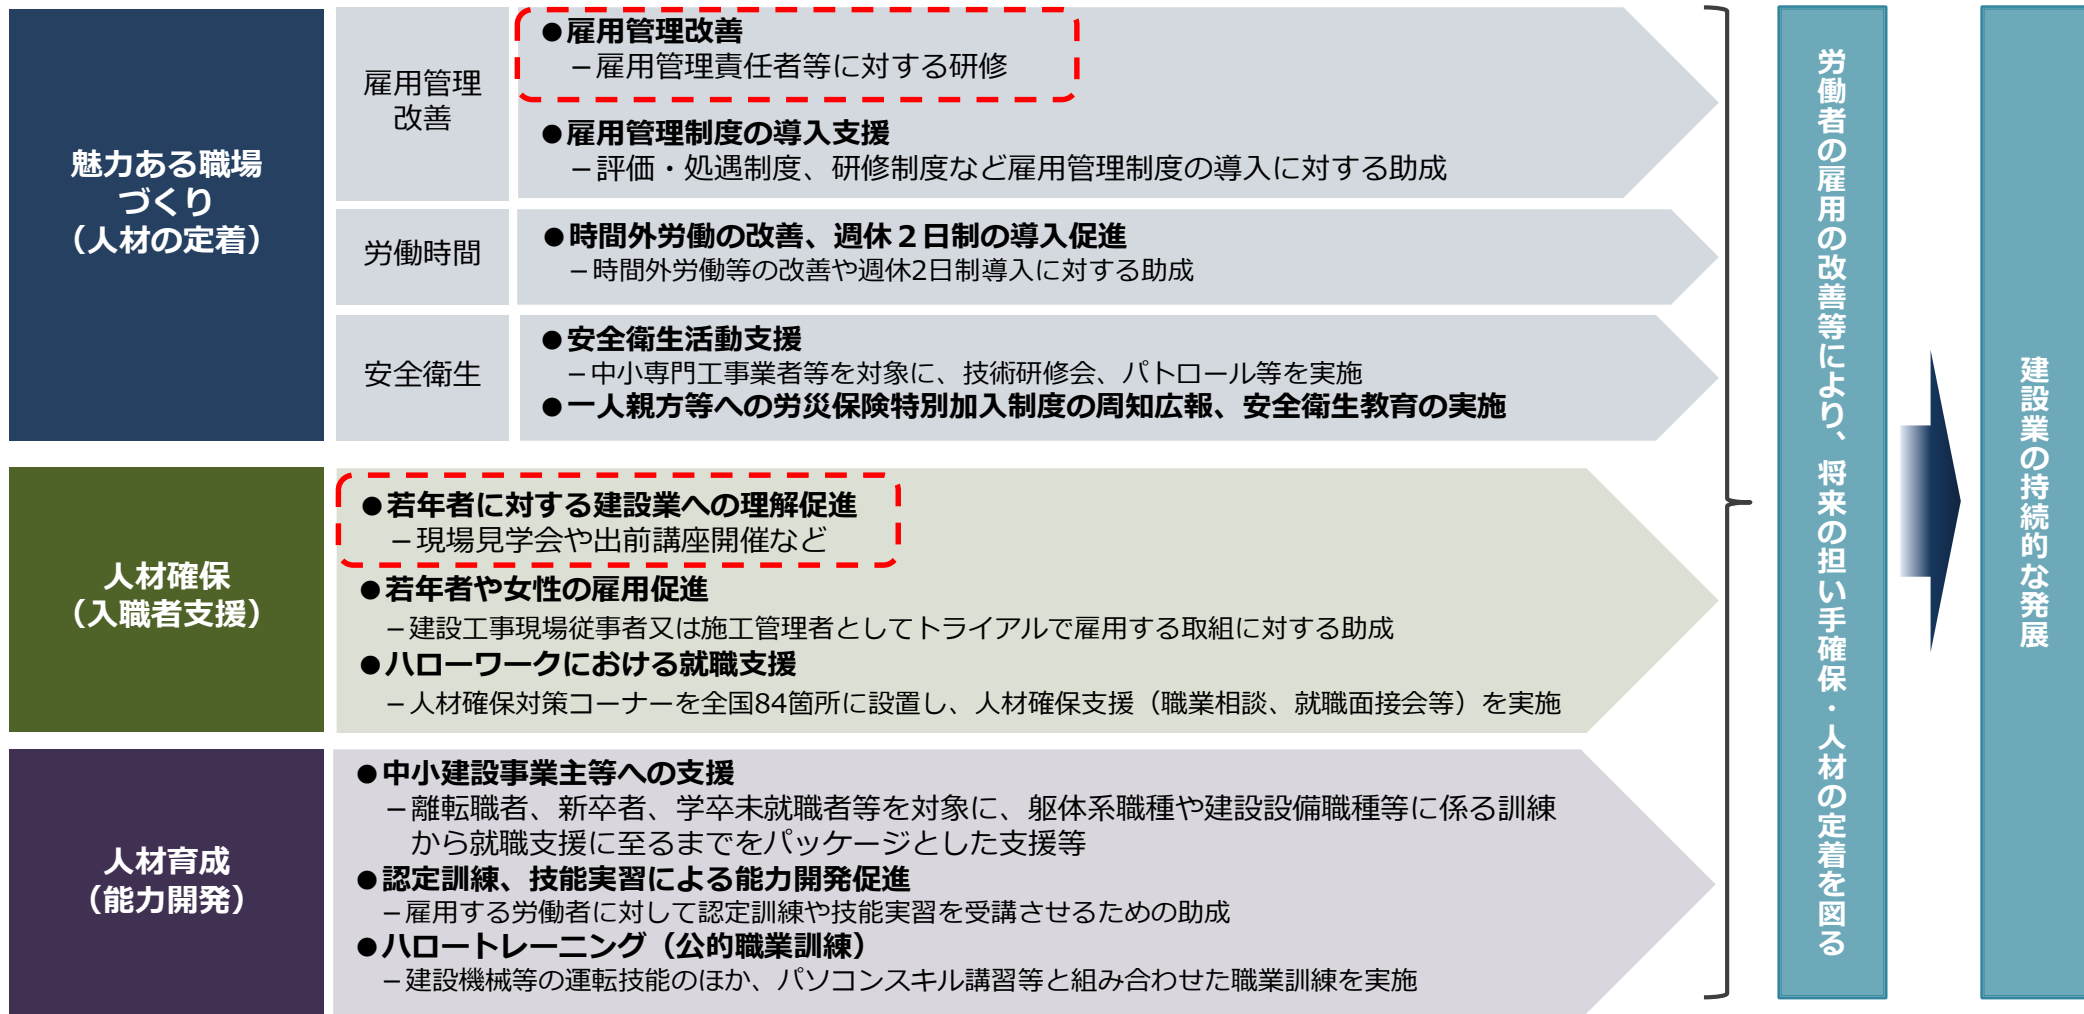 魅力ある職場
づくり
（人材の定着）
雇用管理
改善
●雇用管理改善
－雇用管理責任者等に対する研修
●雇用管理制度の導入支援
－評価・処遇制度、研修制度など雇用管理制度の導入に対する助成
労働時間
●時間外労働の改善、週休２日制の導入促進
－時間外労働等の改善や週休2日制導入に対する助成
安全衛生
●安全衛生活動支援
－中小専門工事業者等を対象に、技術研修会、パトロール等を実施
●一人親方等への労災保険特別加入制度の周知広報、安全衛生教育の実施
人材確保
（入職者支援）
●若年者に対する建設業への理解促進
－現場見学会や出前講座開催など
●若年者や女性の雇用促進
－建設工事現場従事者又は施工管理者としてトライアルで雇用する取組に対する助成
●ハローワークにおける就職支援
－人材確保対策コーナーを全国84箇所に設置し、人材確保支援（職業相談、就職面接会等）を実施
人材育成
（能力開発）
●中小建設事業主等への支援
－離転職者、新卒者、学卒未就職者等を対象に、躯体系職種や建設設備職種等に係る訓練
から就職支援に至るまでをパッケージとした支援等
●認定訓練、技能実習による能力開発促進
－雇用する労働者に対して認定訓練や技能実習を受講させるための助成
●ハロートレーニング（公的職業訓練）
－建設機械等の運転技能のほか、パソコンスキル講習等と組み合わせた職業訓練を実施
労働者の雇用の改善等により、将来の担い手確保・人材の定着を図る
建設業の持続的な発展